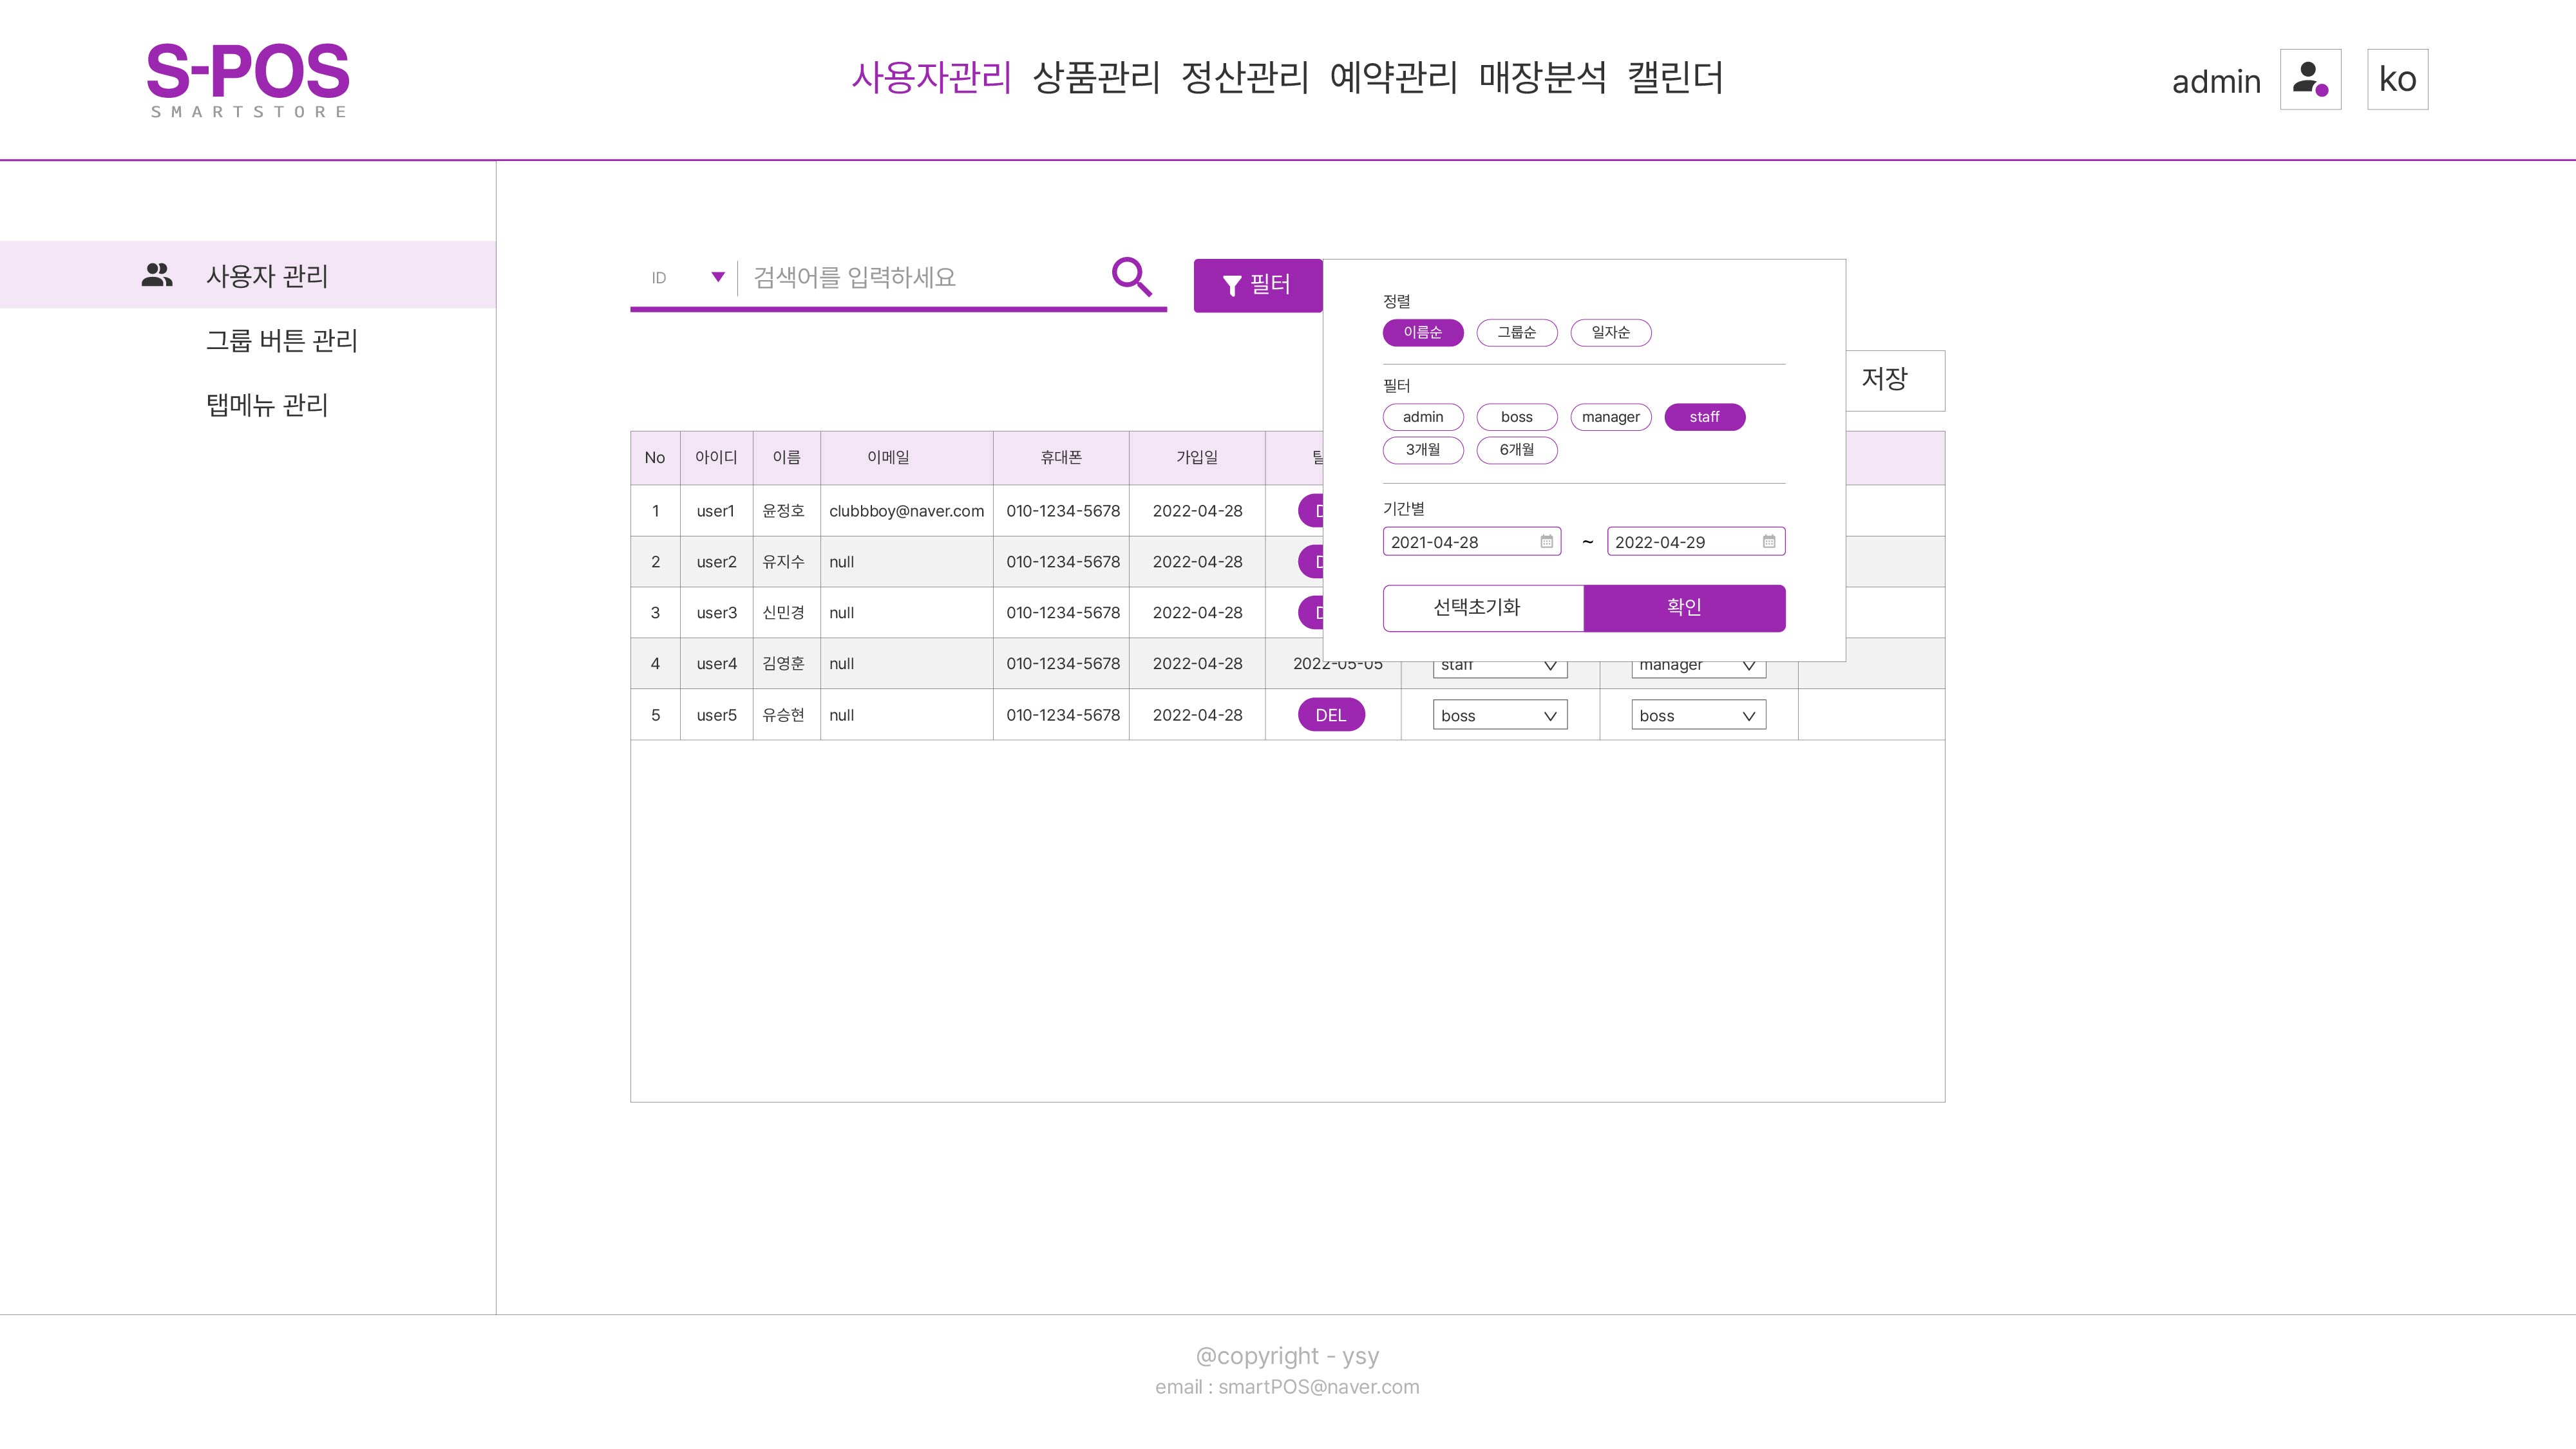 S-POS
SMARTSTORE
사용자관리 상품관리 정산관리 예약관리 매장분석 캘린더
admin
ko
사용자 관리
그룹 버튼 관리
탭메뉴 관리
ID
검색어를 입력하세요
필터
저장
정렬
이름순 그룹순 일자순
필터
admin boss manager staff
3개월 6개월
기간별
2021-04-28 ~ 2022-04-29
선택초기화 확인
No 아이디 이름 이메일 휴대폰 가입일
1 user1 윤정호 clubbboy@naver.com 010-1234-5678 2022-04-28
2 user2 유지수 null 010-1234-5678 2022-04-28
3 user3 신민경 null 010-1234-5678 2022-04-28
4 user4 김영훈 null 010-1234-5678 2022-04-28 2022-05-05 staff manager
5 user5 유승현 null 010-1234-5678 2022-04-28 DEL boss boss
@copyright - ysy
email : smartPOS@naver.com